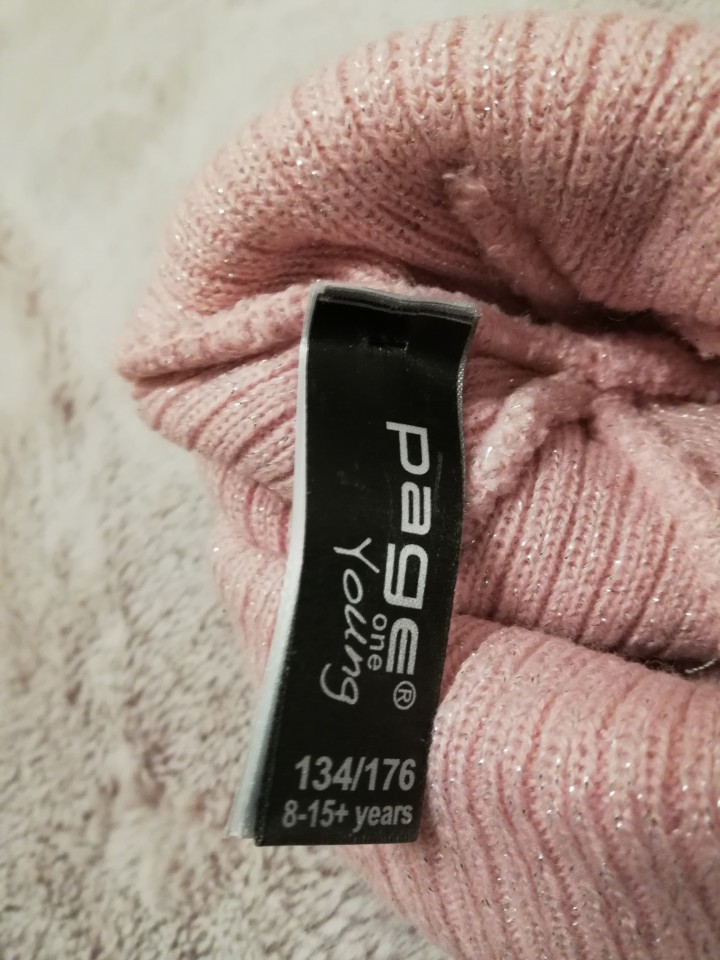 page®
one
Young
134/176
8-15+ years